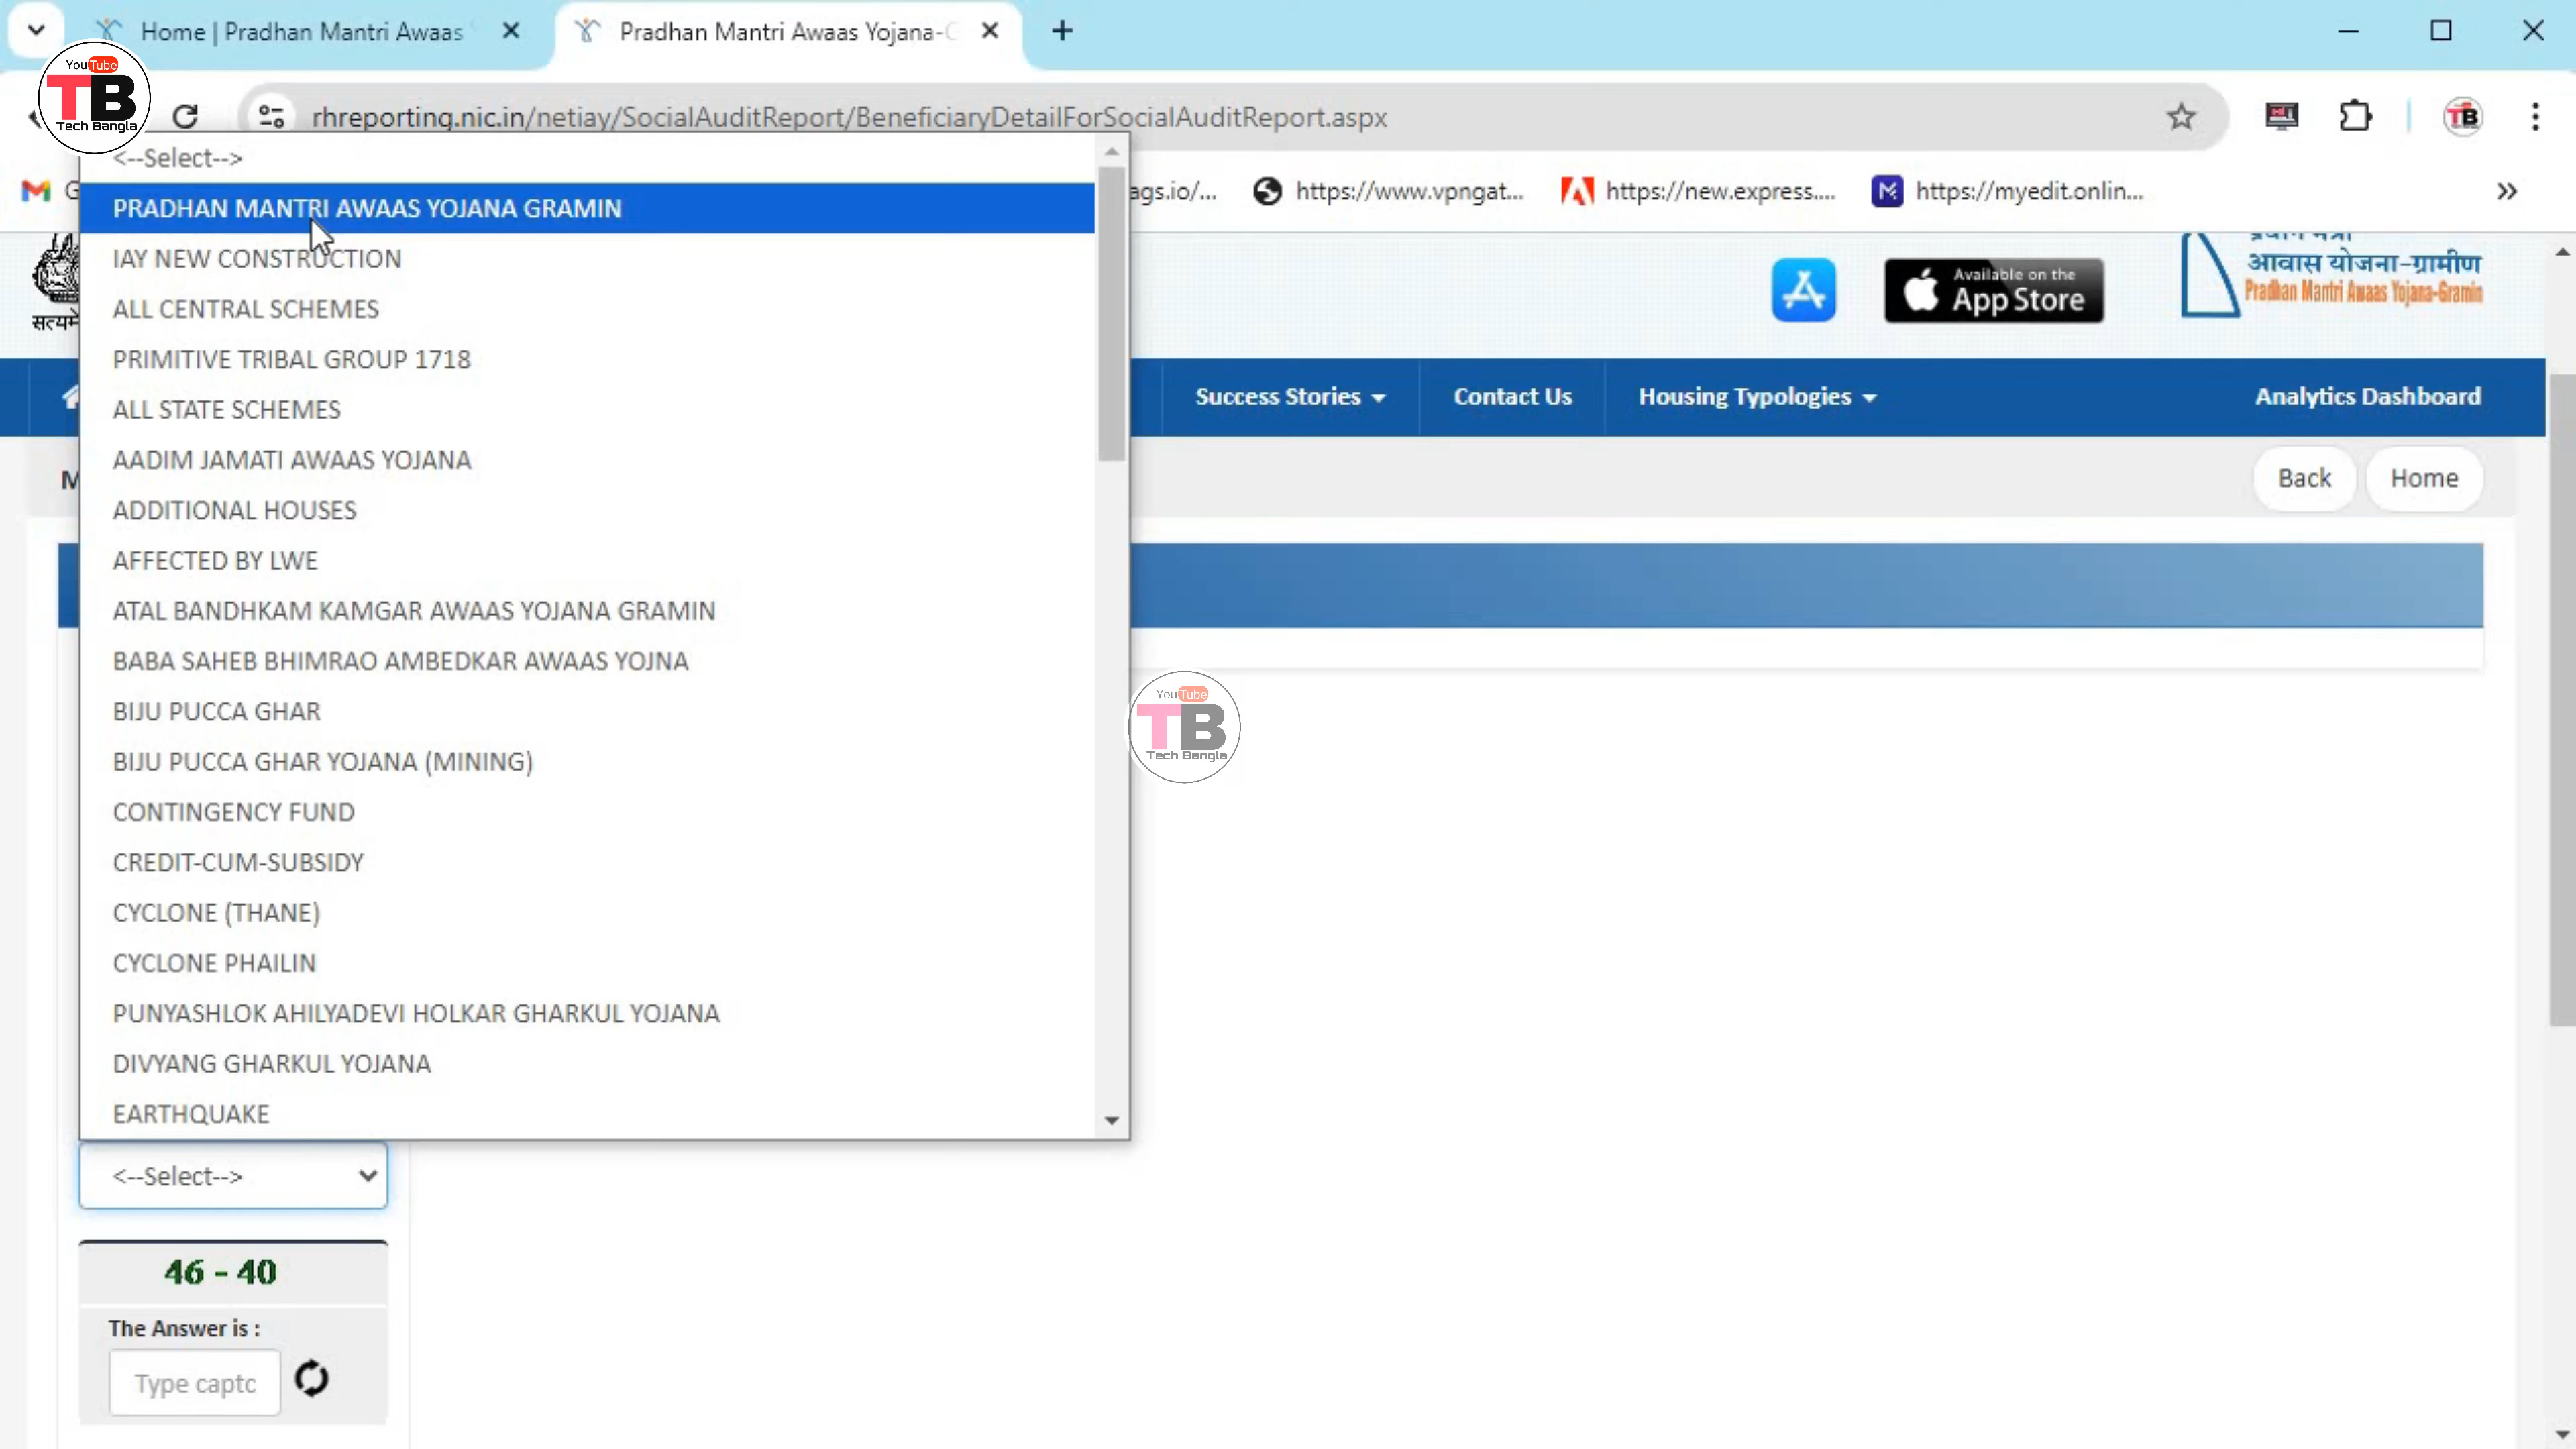 Home | Pradhan Mantri Awaas
Pradhan Mantri Awaas Yojana-G
YouTube
TB
Tech Bangla
rhreporting.nic.in/netiay/SocialAuditReport/BeneficiaryDetailForSocialAuditReport.aspx
TB
G
ags.io/...
https://www.vpngat...
https://new.express....
https://myedit.onlin...
<--Select-->
PRADHAN MANTRI AWAAS YOJANA GRAMIN
IAY NEW CONSTRUCTION
ALL CENTRAL SCHEMES
PRIMITIVE TRIBAL GROUP 1718
ALL STATE SCHEMES
AADIM JAMATI AWAAS YOJANA
ADDITIONAL HOUSES
AFFECTED BY LWE
ATAL BANDHKAM KAMGAR AWAAS YOJANA GRAMIN
BABA SAHEB BHIMRAO AMBEDKAR AWAAS YOJNA
BIJU PUCCA GHAR
BIJU PUCCA GHAR YOJANA (MINING)
CONTINGENCY FUND
CREDIT-CUM-SUBSIDY
CYCLONE (THANE)
CYCLONE PHAILIN
PUNYASHLOK AHILYADEVI HOLKAR GHARKUL YOJANA
DIVYANG GHARKUL YOJANA
EARTHQUAKE
<--Select-->
46 - 40
The Answer is :
Type captc
Available on the
App Store
आवास योजना-ग्रामीण
Pradhan Mantri Awaas Yojana-Gramin
Success Stories
Contact Us
Housing Typologies
Analytics Dashboard
M
Back
Home
YouTube
TB
Tech Bangla